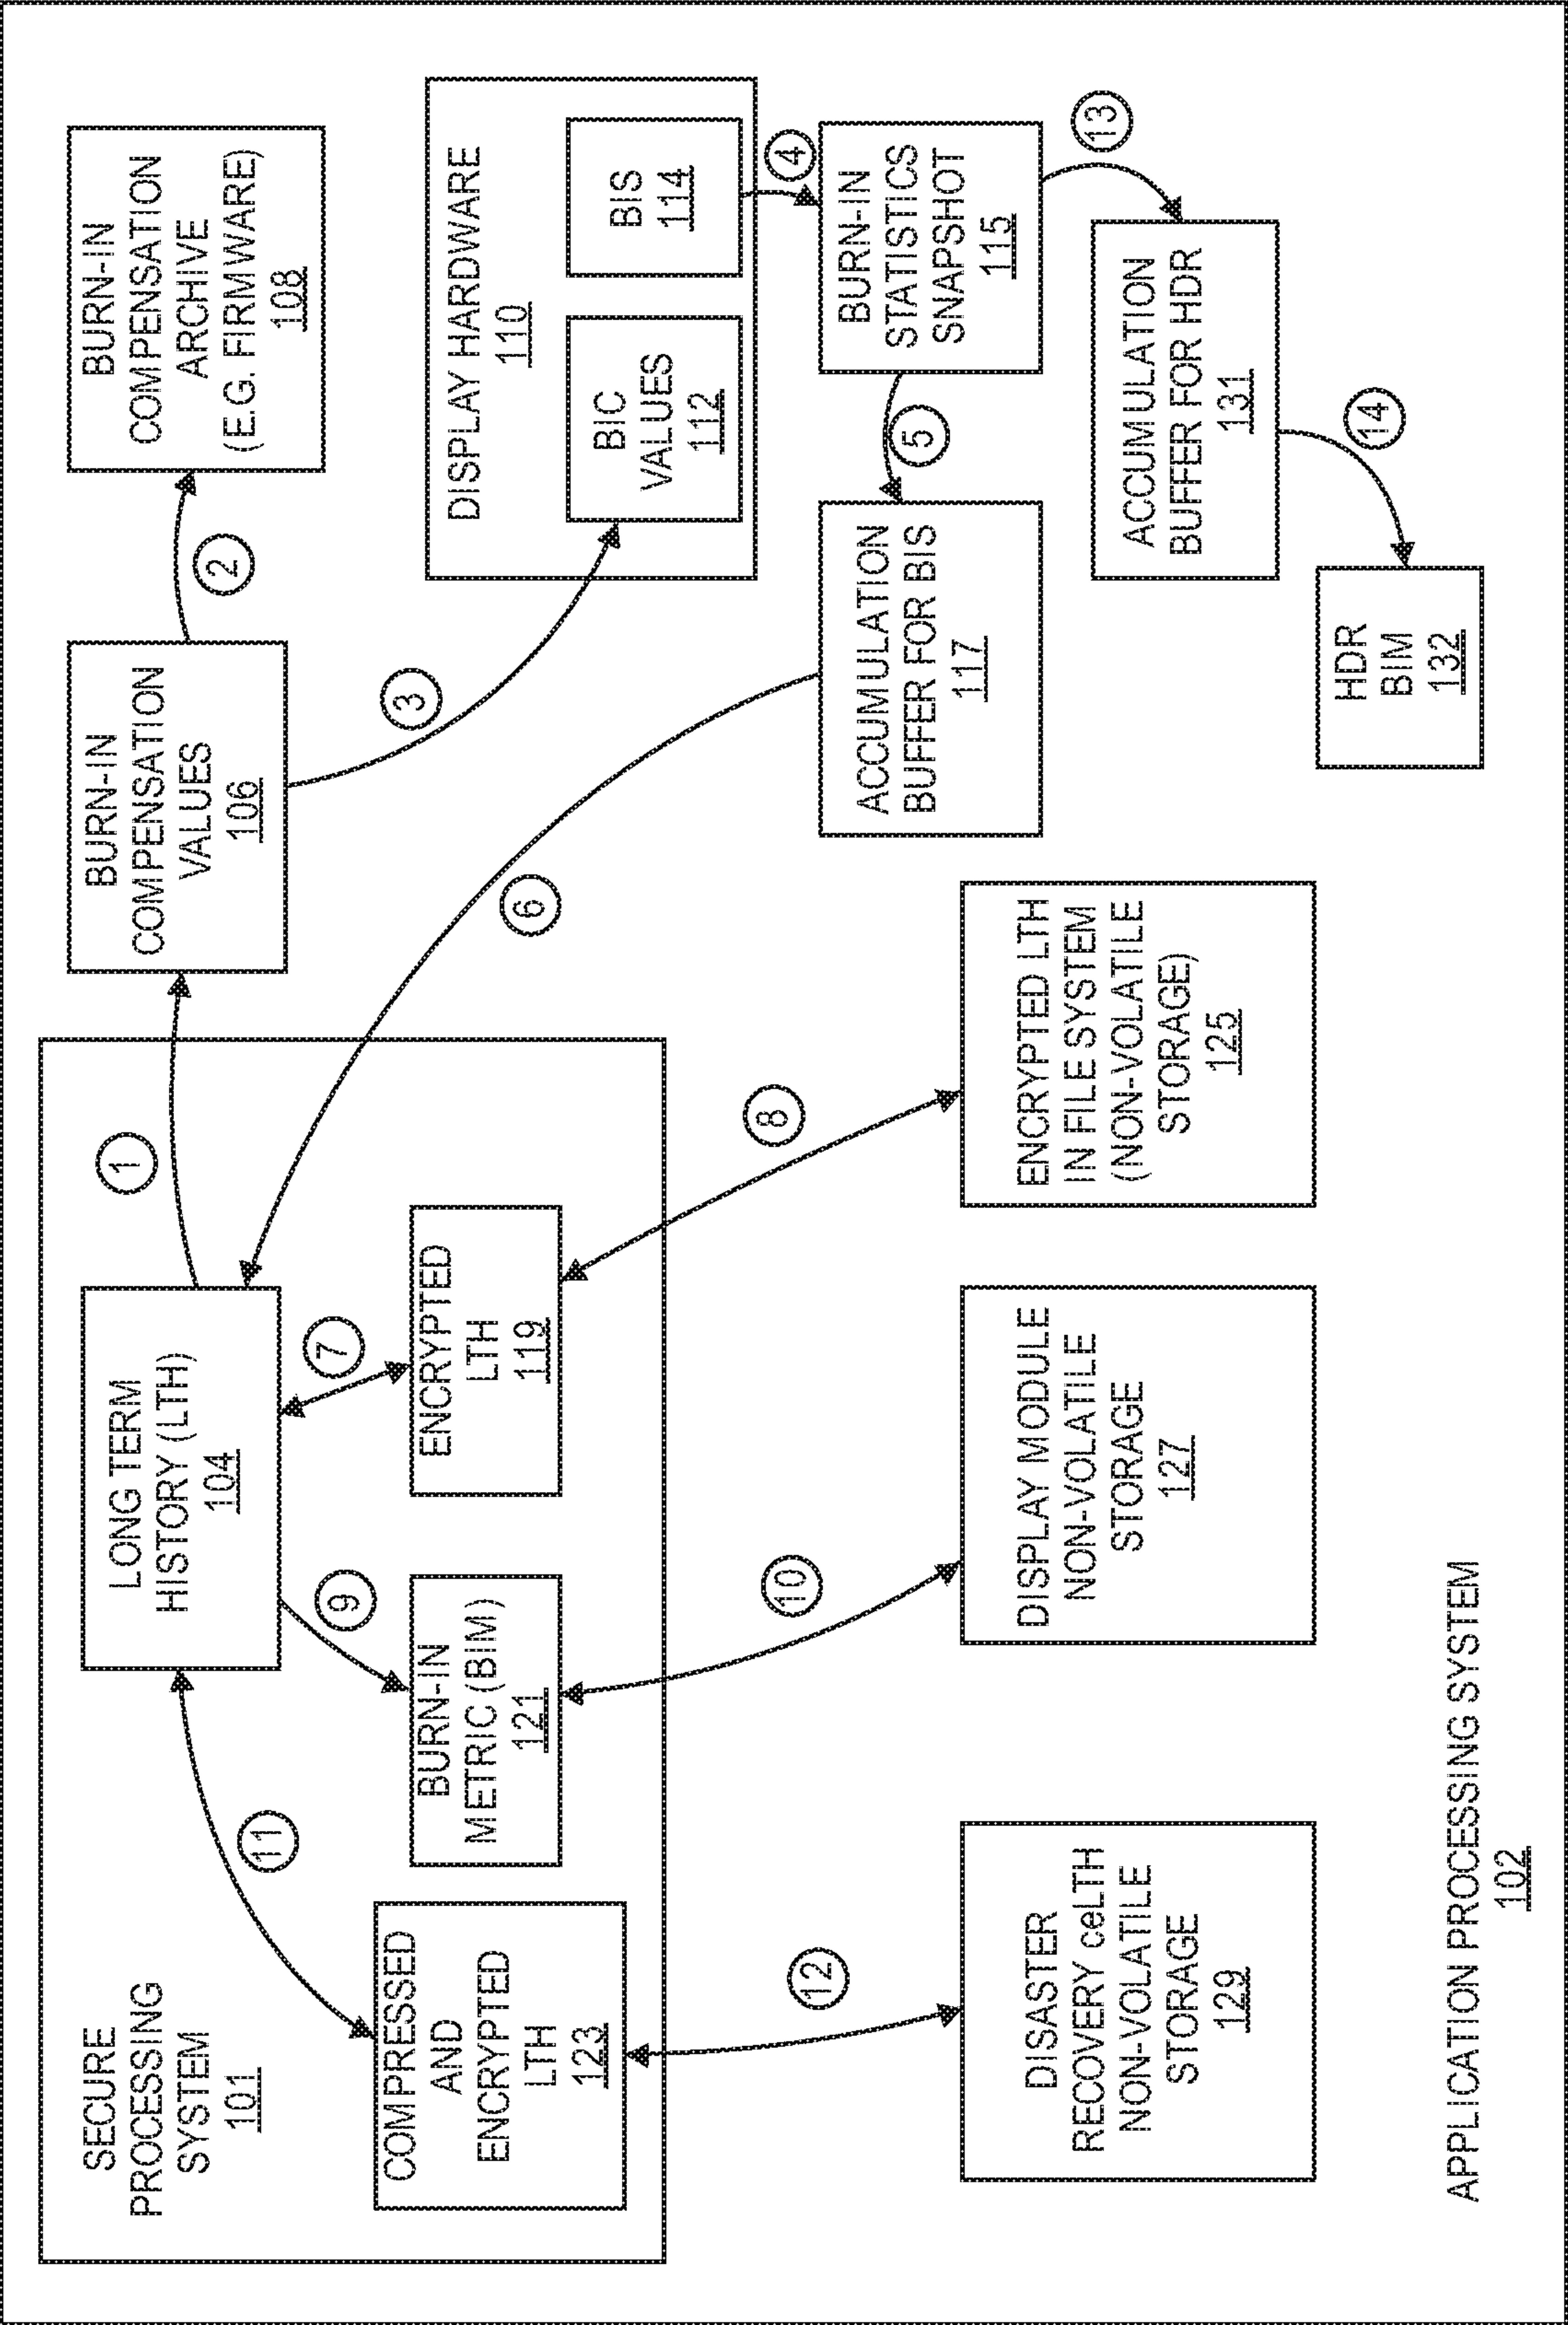 SECURE
PROCESSING
SYSTEM
101
LONG TERM
HISTORY (LTH)
104
1
BURN-IN
COMPENSATION
VALUES
106
2
BURN-IN
COMPENSATION
ARCHIVE
(E.G. FIRMWARE)
108
11
9
7
6
3
DISPLAY HARDWARE
110
BIC
VALUES
112
BIS
114
COMPRESSED
AND
ENCRYPTED
LTH
123
BURN-IN
METRIC (BIM)
121
ENCRYPTED
LTH
119
12
10
8
4
5
ACCUMULATION
BUFFER FOR BIS
117
BURN-IN
STATISTICS
SNAPSHOT
115
13
DISASTER
RECOVERY ceLTH
NON-VOLATILE
STORAGE
129
DISPLAY MODULE
NON-VOLATILE
STORAGE
127
ENCRYPTED LTH
IN FILE SYSTEM
(NON-VOLATILE
STORAGE)
125
ACCUMULATION
BUFFER FOR HDR
131
14
HDR
BIM
132
APPLICATION PROCESSING SYSTEM
102